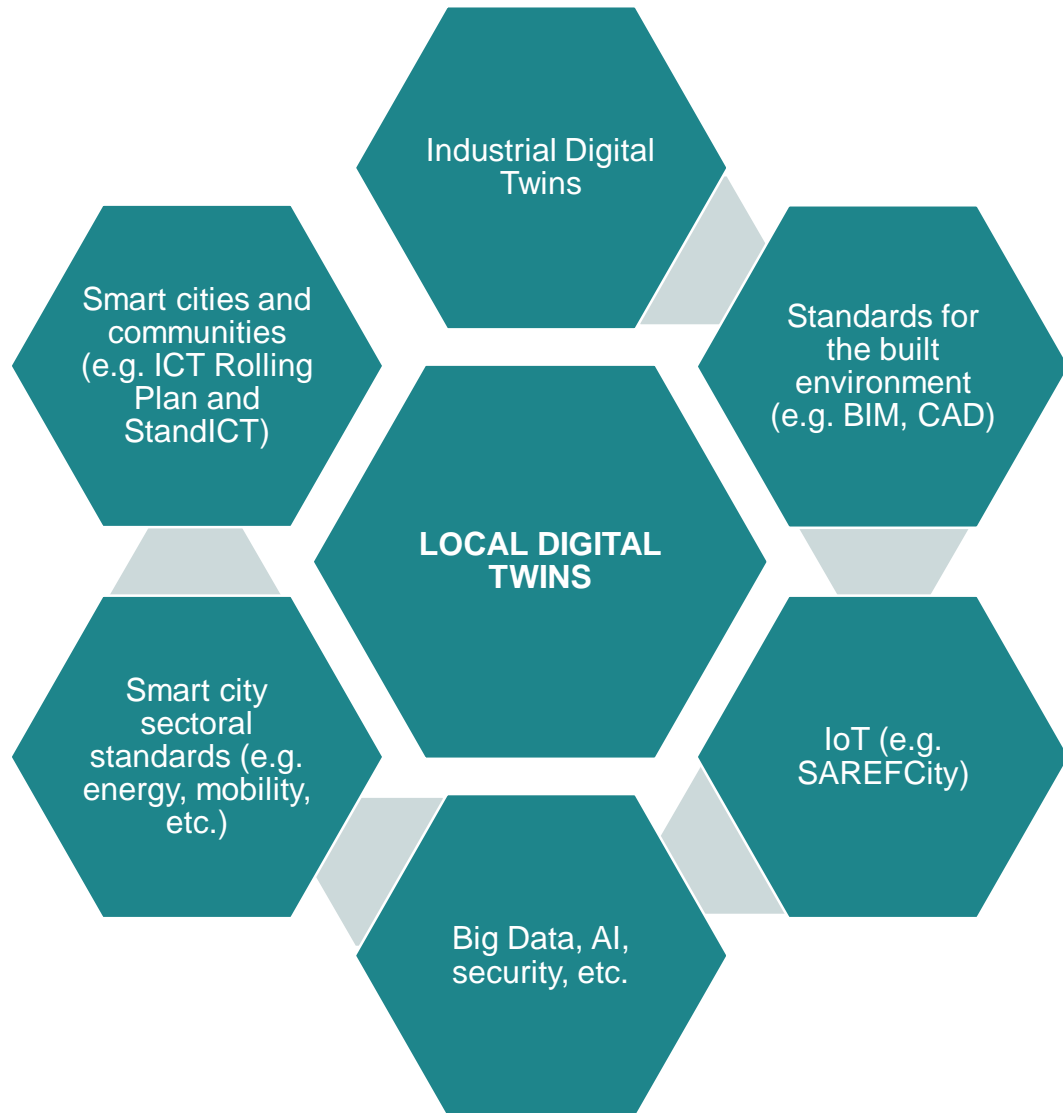 Industrial Digital
Twins
Smart cities and
communities
(e.g. ICT Rolling
Plan and
StandICT)
Standards for
the built
environment
(e.g. BIM, CAD)
LOCAL DIGITAL
TWINS
Smart city
sectoral
standards (e.g.
energy, mobility,
etc.)
IoT (e.g.
SAREFCity)
Big Data, AI,
security, etc.